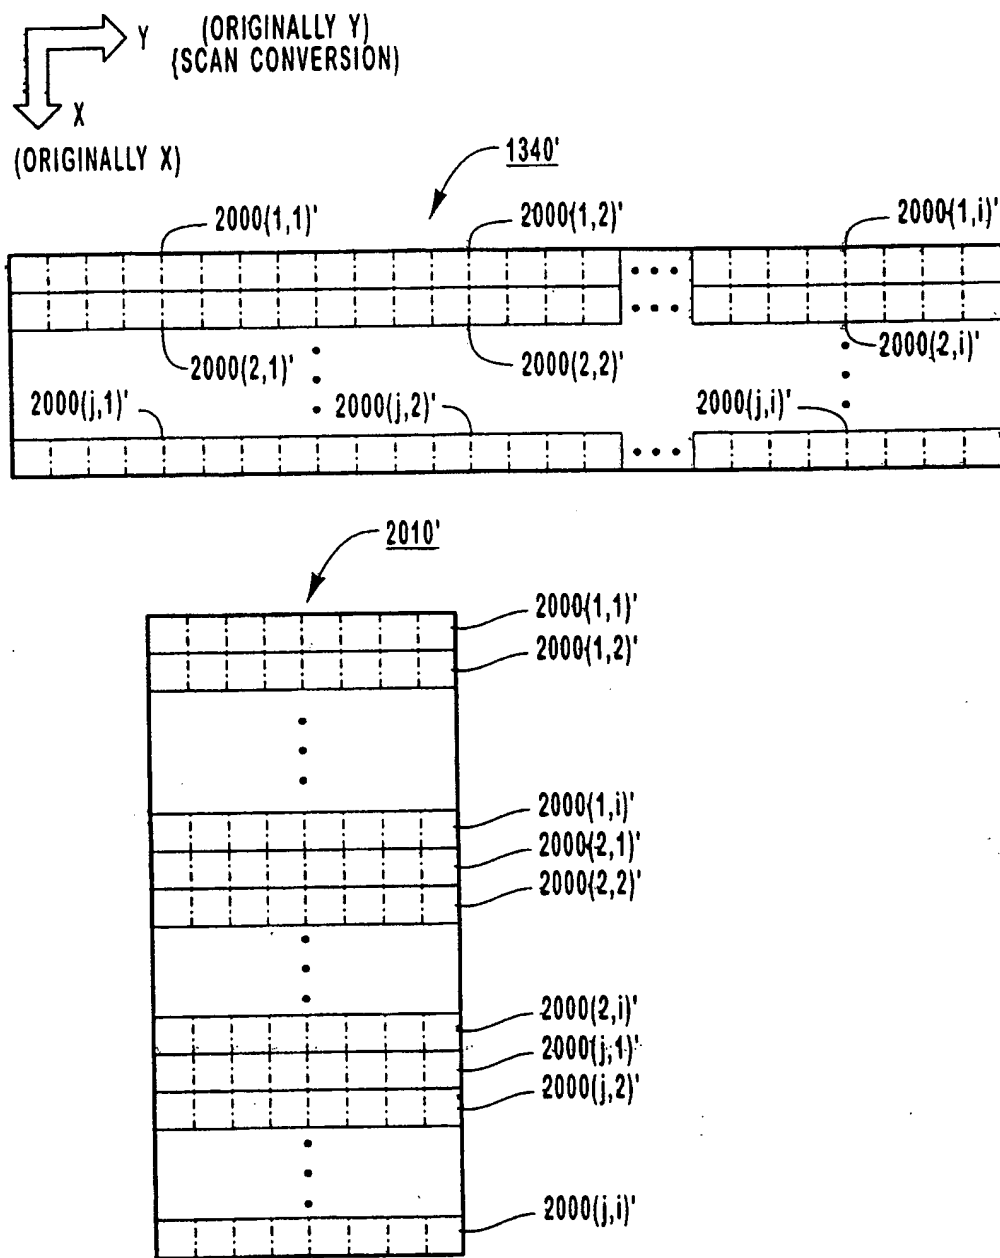 Y (ORIGINALLY Y)
{SCAN CONVERSION)
X
(ORIGINALLY X)
1340'
2000(1,1)' 2000(1,2)' 2000(1,i)'
2000(2,1)' 2000(2,2)' 2000(2,i)'
2000(j,1)' 2000(j,2)' 2000(j,i)'
2010'
2000(1,1)'
2000(1,2)'
2000(1,i)'
2000(2,1)'
2000(2,2)'
2000(2,i)'
2000(j,1)'
2000(j,2)'
2000(j,i)'